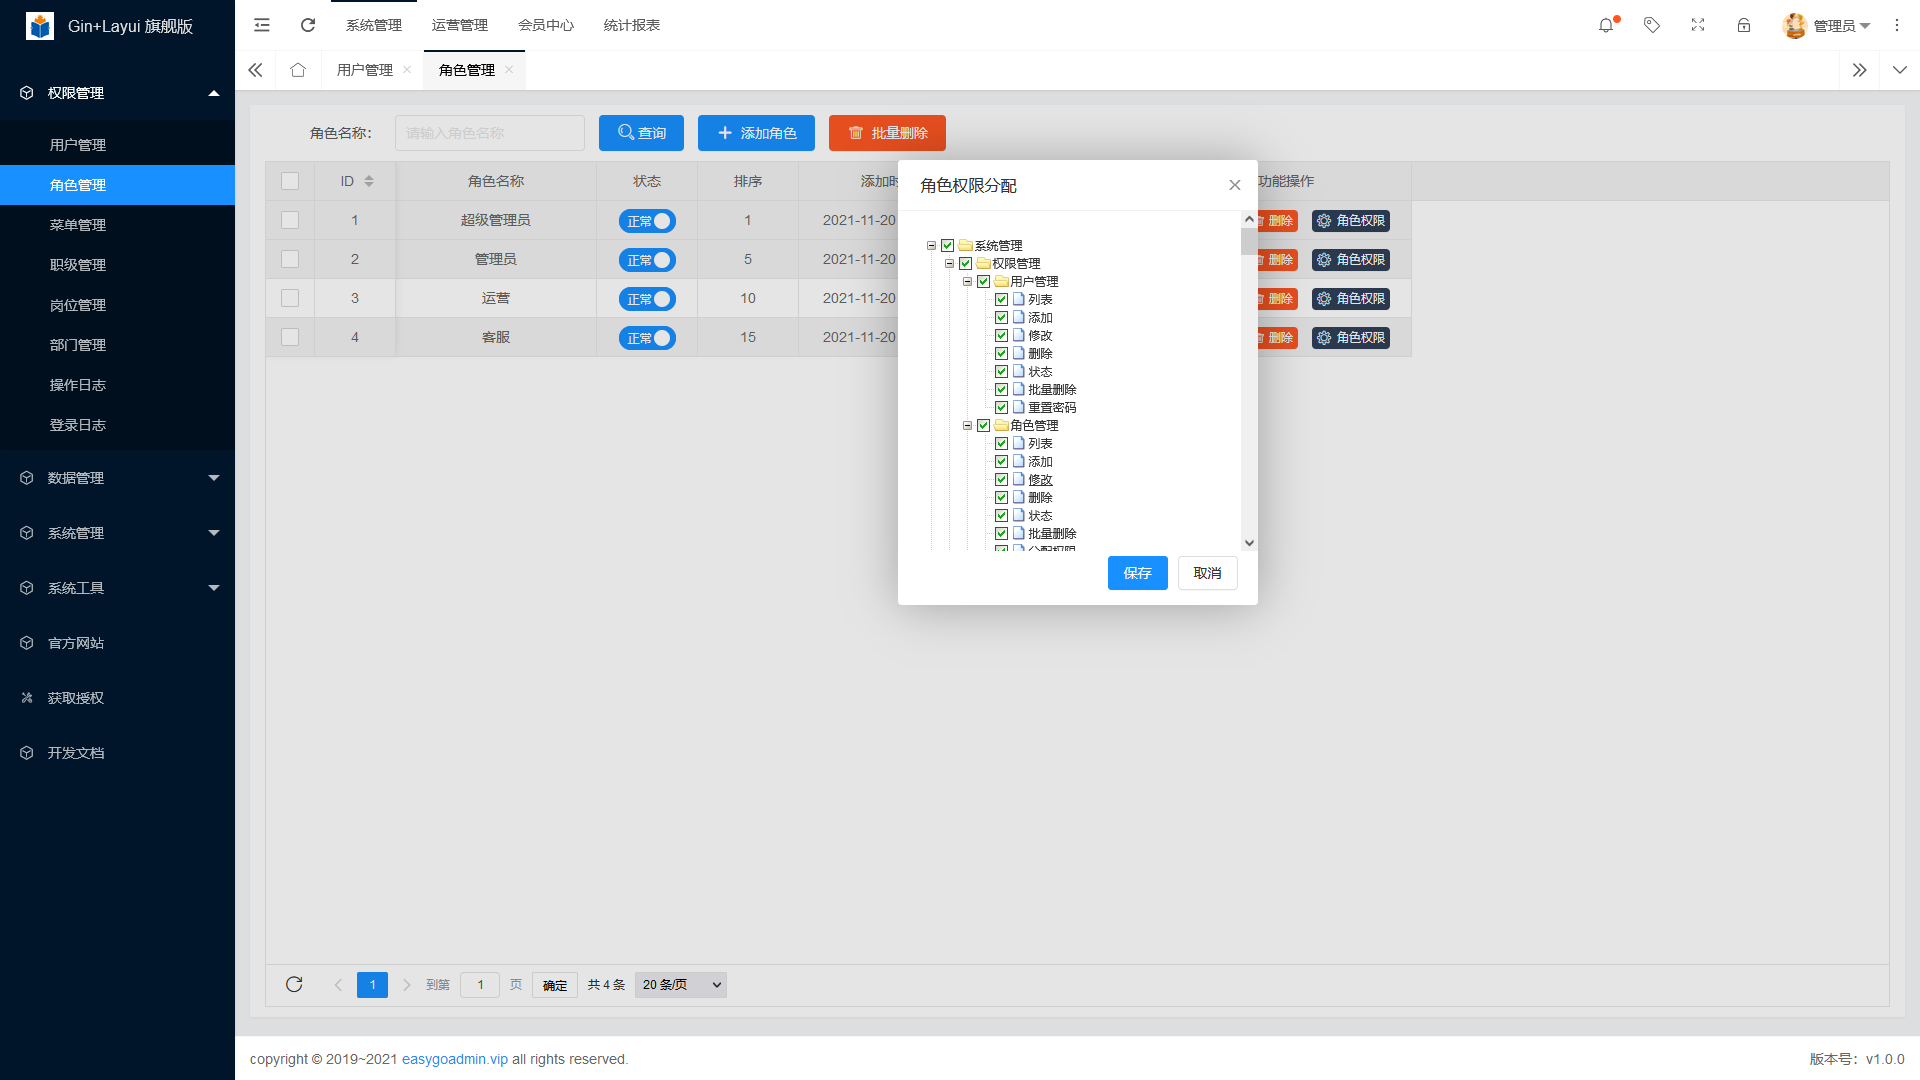 Gin+Layui 旗舰版
系统管理 运营管理 会员中心 统计报表
管理员
用户管理 角色管理
权限管理
用户管理
角色管理
菜单管理
职级管理
岗位管理
部门管理
操作日志
登录日志
数据管理
系统管理
系统工具
官方网站
获取授权
开发文档
角色名称： 请输入角色名称 查询 添加角色 批量删除
ID 角色名称 状态 排序 添加时 功能操作
1 超级管理员 正常 1 2021-11-20 删除 角色权限
2 管理员 正常 5 2021-11-20 删除 角色权限
3 运营 正常 10 2021-11-20 删除 角色权限
4 客服 正常 15 2021-11-20 删除 角色权限
角色权限分配
系统管理
权限管理
用户管理
列表
添加
修改
删除
状态
批量删除
重置密码
角色管理
列表
添加
修改
删除
状态
批量删除
分配权限
保存 取消
1 到第 1 页 确定 共 4 条 20 条/页
copyright © 2019~2021 easygoadmin.vip all rights reserved.
版本号：v1.0.0